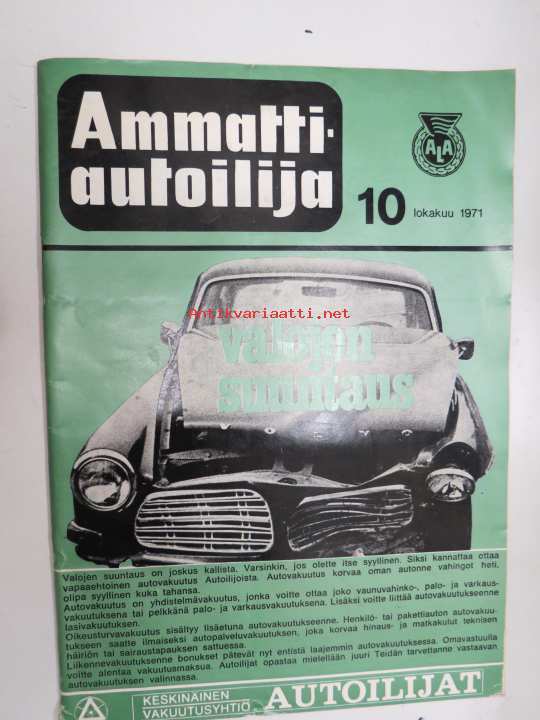 Ammatti-
autoilija
ALA
10 lokakuu 1971
Antikvariaatti.net
valojen
suuntaus
VOLVO
Valojen suuntaus on joskus kallista. Varsinkin, jos olette itse syyllinen. Siksi kannattaa ottaa
vapaaehtoinen autovakuutus Autoilijoista. Autovakuutus korvaa oman autonne vahingot heti,
olipa syyllinen kuka tahansa.
Autovakuutus on yhdistelmävakuutus, jonka voitte ottaa joko vaunuvahinko-, palo- ja varkaus-
vakuutuksena tai pelkkänä palo- ja varkausvakuutuksena. Lisäksi voitte liittää autovakuutukseenne
lasivakuutuksen.
Oikeusturvavakuutus sisältyy lisäetuna autovakuutukseenne. Henkilö- tai pakettiauton autovakuu-
tukseen saatte ilmaiseksi autopalveluvakuutuksen, joka korvaa hinaus- ja matkakulut teknisen
häiriön tai sairaustapauksen sattuessa.
Liikennevakuutuksenne bonukset pätevät nyt entistä laajemmin autovakuutuksessa. Omavastuulla
voitte alentaa vakuutusmaksua. Autoilijat opastaa mielellään juuri Teidän tarvettanne vastaavan
autovakuutuksen valinnassa.
KESKINÄINEN
VAKUUTUSYHTIÖ AUTOILIJAT